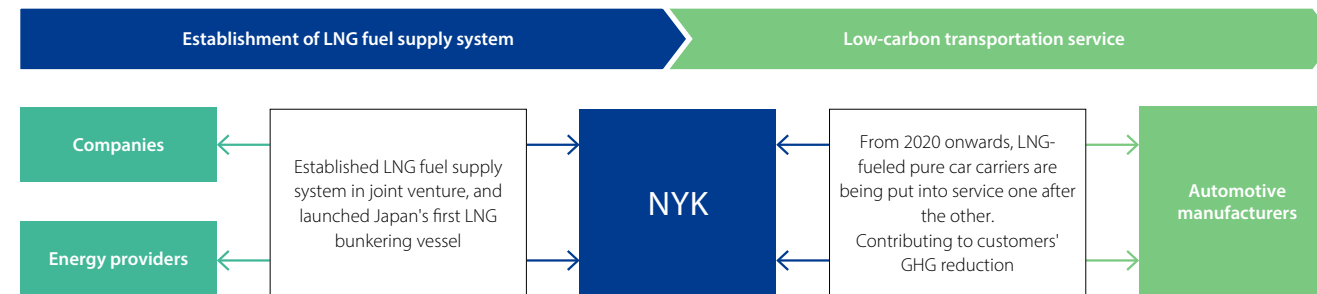 Establishment of LNG fuel supply system
Low-carbon transportation service
Companies
Energy providers
Established LNG fuel supply
system in joint venture, and
launched Japan's first LNG
bunkering vessel
NYK
From 2020 onwards, LNG-
fueled pure car carriers are
being put into service one after
the other.
Contributing to customers'
GHG reduction
Automotive
manufacturers